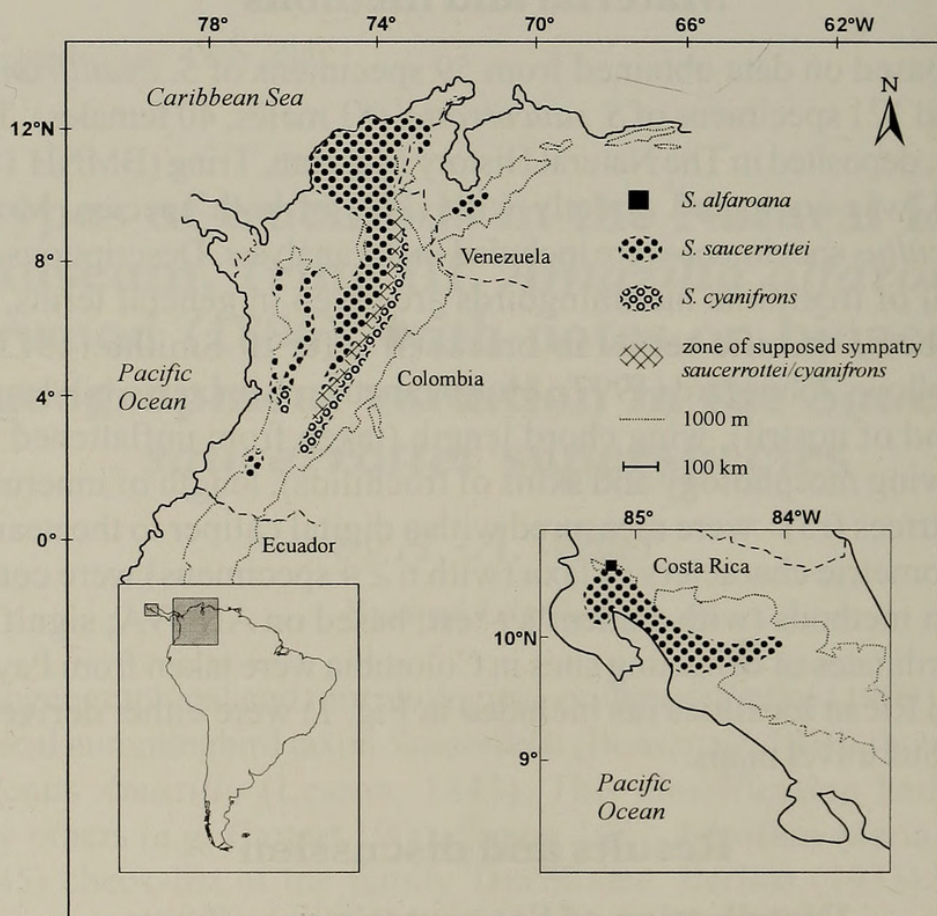 78°
74°
70°
66°
62°W
Caribbean Sea
N
12°N
S. alfaroana
S. saucerrottei
8°
Venezuela
S. cyanifrons
zone of supposed sympatry
saucerrottei/cyanifrons
Pacific
Ocean
Colombia
4°
1000 m
100 km
85°
84°W
0°
Ecuador
Costa Rica
10°N
9°
Pacific
Ocean